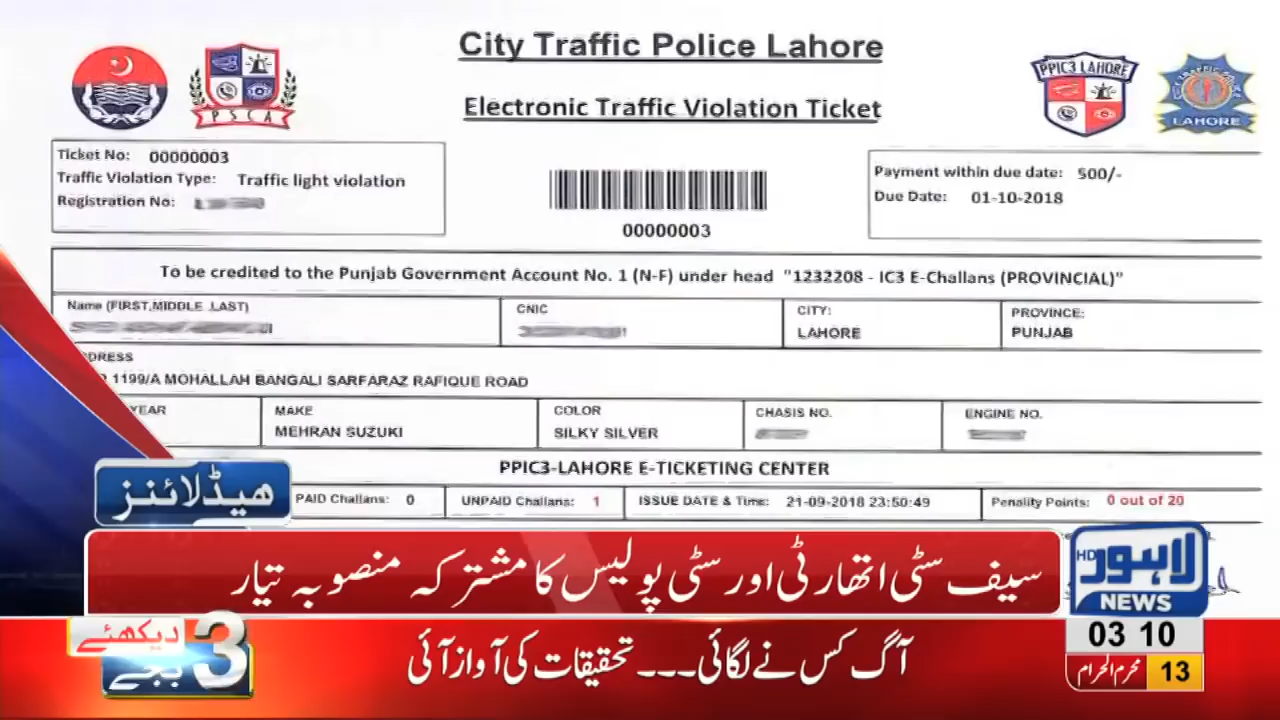 City Traffic Police Lahore
Electronic Traffic Violation Ticket
PSCA
PPIC3 LAHORE
LAHORE
Ticket No: 00000003
Traffic Violation Type: Traffic light violation
Registration No:
00000003
Payment within due date: 500/-
Due Date: 01-10-2018
To be credited to the Punjab Government Account No. 1 (N-F) under head "1232208 - IC3 E-Challans (PROVINCIAL)"
Name (FIRST,MIDDLE ,LAST)
CNIC
CITY:
LAHORE
PROVINCE:
PUNJAB
DRESS
1199/A MOHALLAH BANGALI SARFARAZ RAFIQUE ROAD
YEAR
MAKE
MEHRAN SUZUKI
COLOR
SILKY SILVER
CHASIS NO.
ENGINE NO.
PPIC3-LAHORE E-TICKETING CENTER
PAID Challans: 0
UNPAID Challans: 1
ISSUE DATE & Time: 21-09-2018 23:50:49
Penality Points: 0 out of 20
ھیڈلائنز
سیف سٹی اتھارٹی اور سٹی پولیس کا مشترکہ منصوبہ تیار
لاہور HD
NEWS
دیکھئے
3 بجے
آگ کس نے لگائی۔۔۔ تحقیقات کی آواز آئی
03 10
محرم الحرام 13